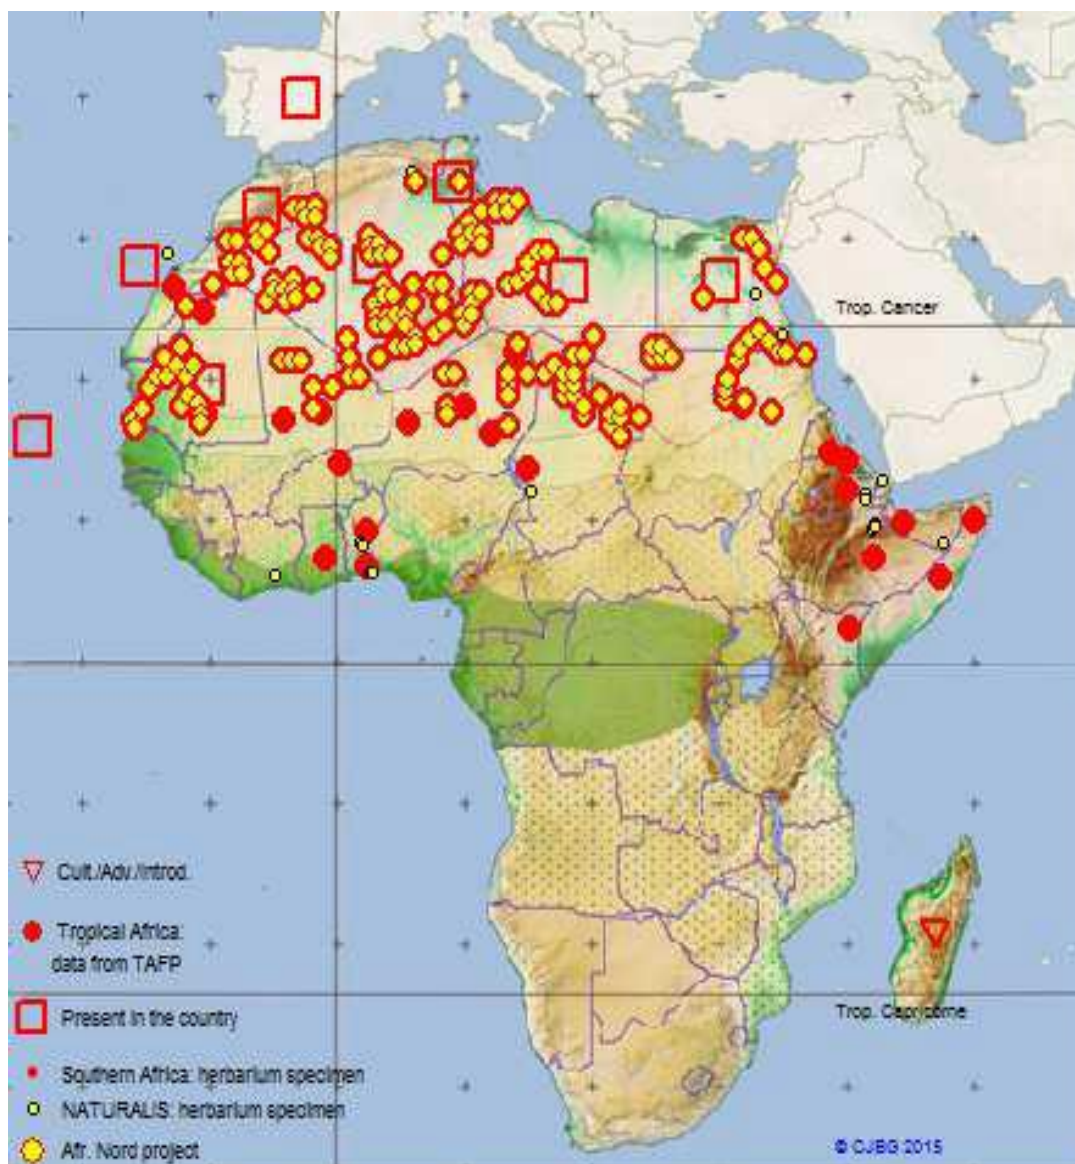 Trop. Cancer
Cult./Adv./Introd.
Tropical Africa:
data from TAFP
Present in the country
Trop. Capricorne
Southern Africa: herbarium specimen
NATURALIS: herbarium specimen
Afr. Nord project
© CJBG 2015